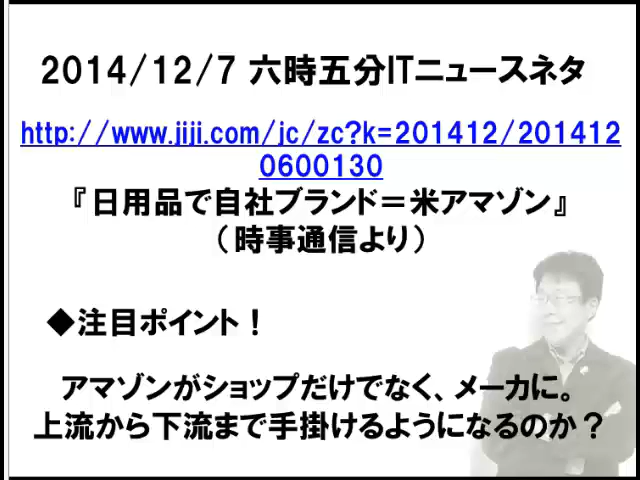 2014/12/7 六時五分ITニュースネタ
http://www.jiji.com/jc/zc?k=201412/201412
0600130
『日用品で自社ブランド＝米アマゾン』
（時事通信より）
◆注目ポイント！
アマゾンがショップだけでなく、メーカに。
上流から下流まで手掛けるようになるのか？